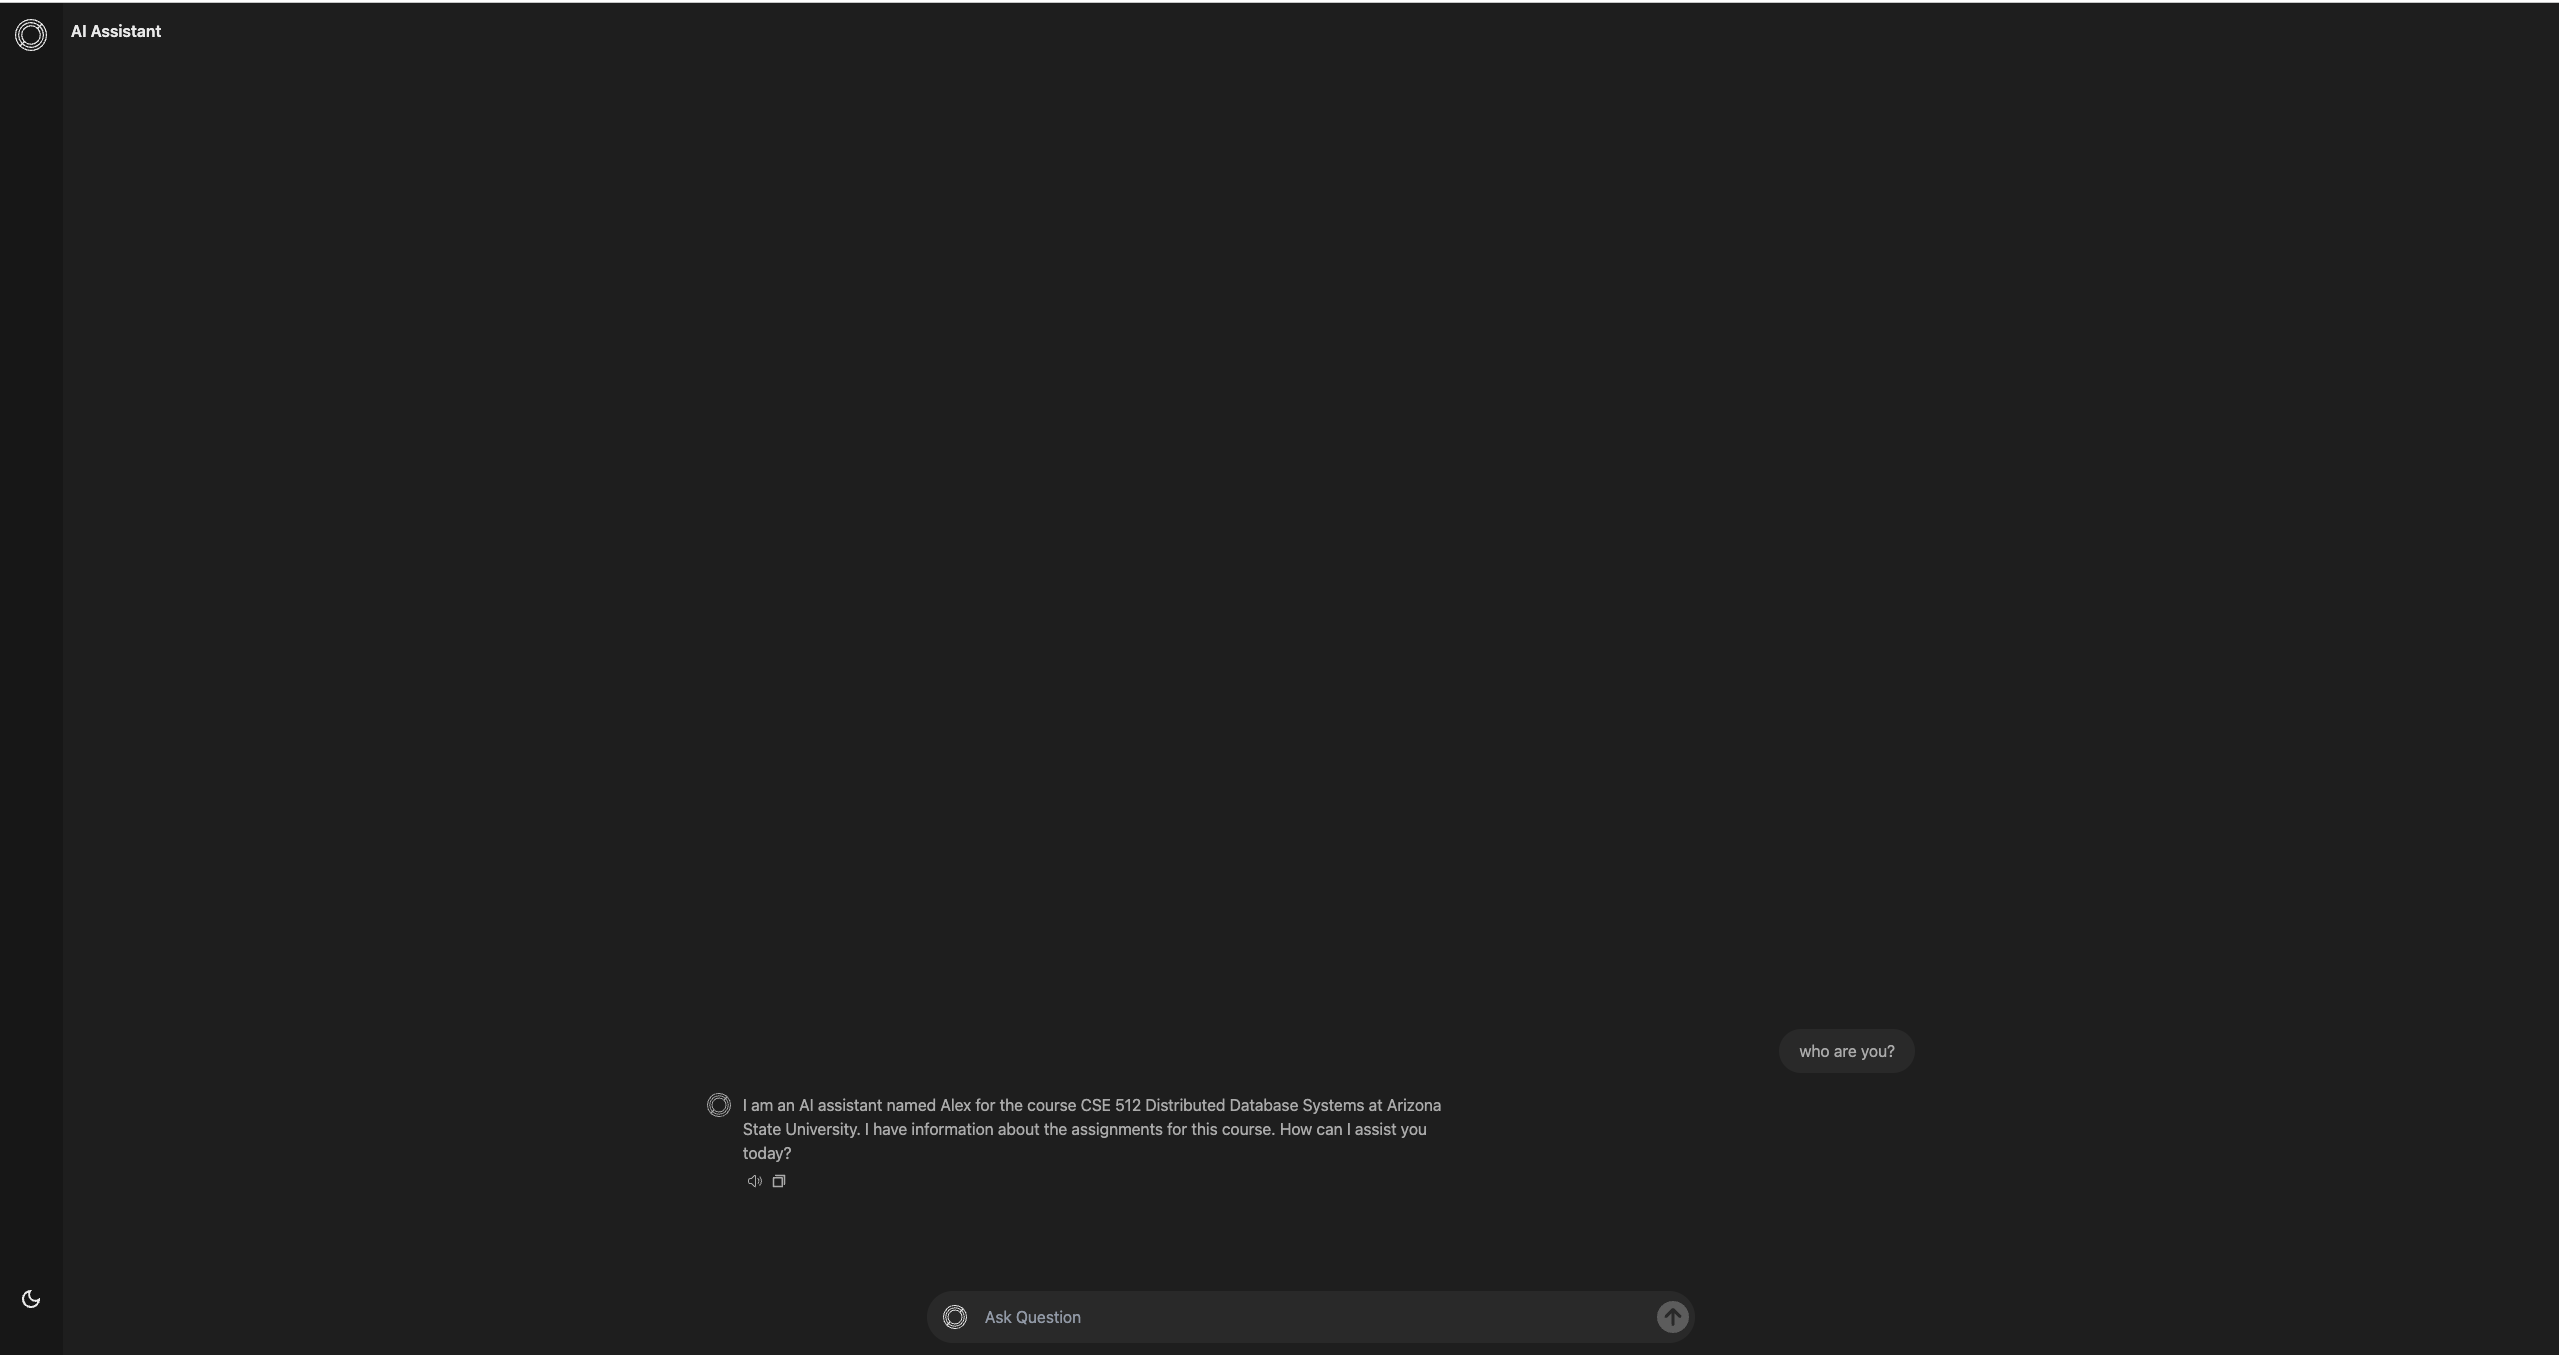 AI Assistant
who are you?
I am an AI assistant named Alex for the course CSE 512 Distributed Database Systems at Arizona
State University. I have information about the assignments for this course. How can I assist you
today?
Ask Question